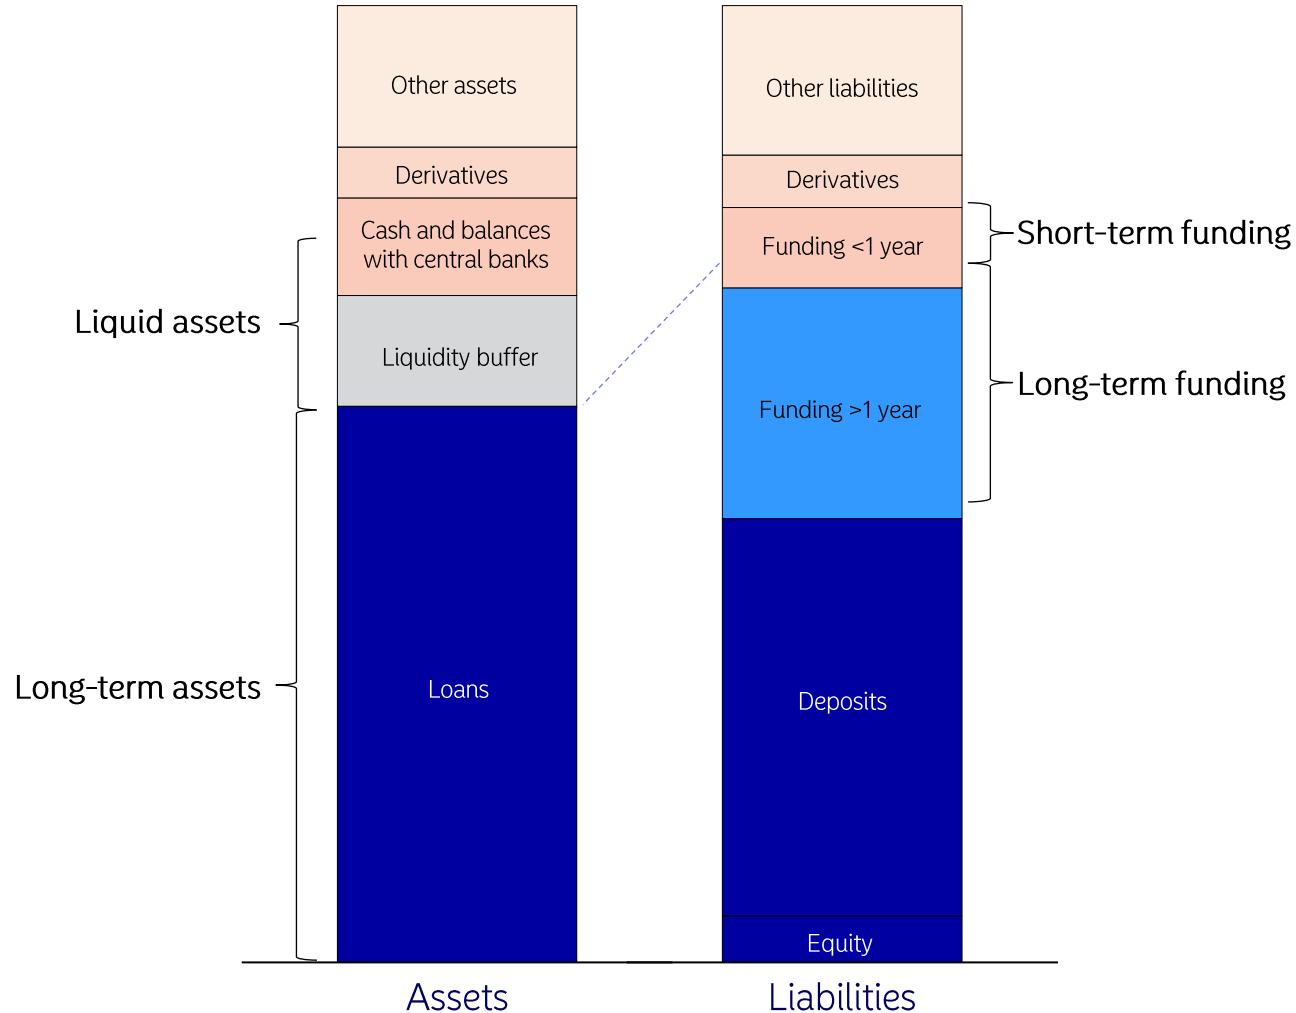 Other assets
Derivatives
Cash and balances
with central banks
Liquidity buffer
Loans
Liquid assets
Long-term assets
Assets
Other liabilities
Derivatives
Funding <1 year
Funding >1 year
Deposits
Equity
Short-term funding
Long-term funding
Liabilities